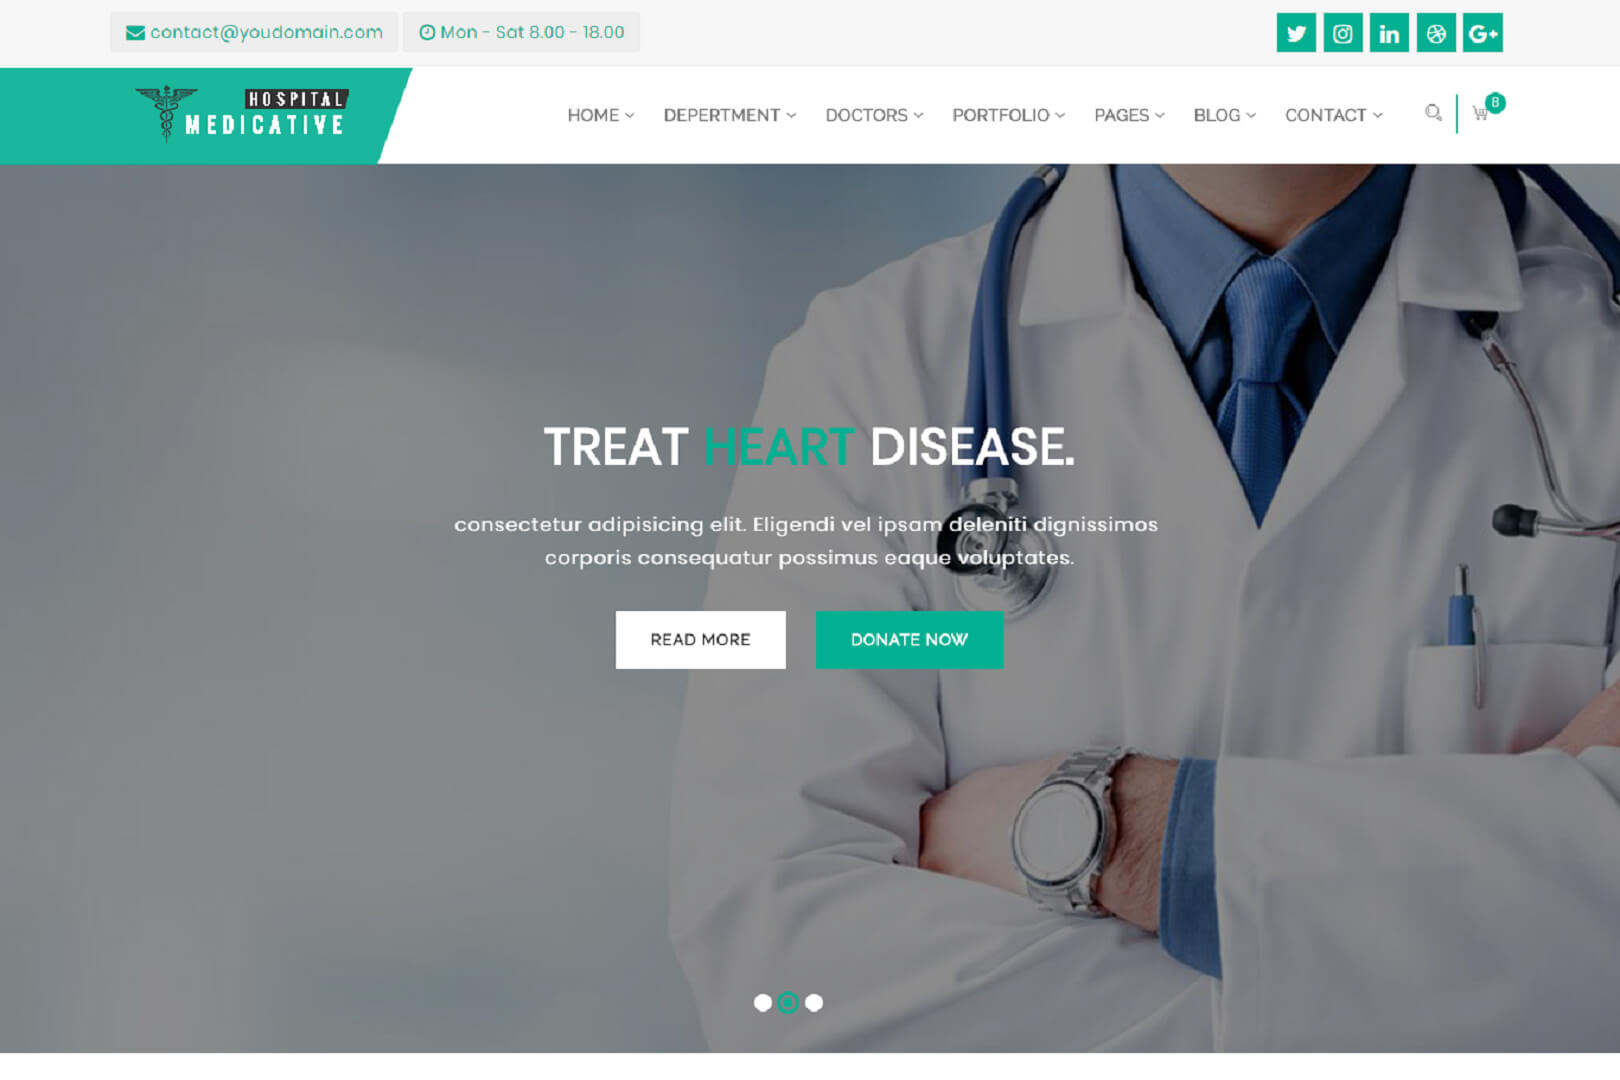 contact@youdomain.com
Mon - Sat 8.00 - 18.00
G+
HOSPITAL
MEDICATIVE
HOME
DEPERTMENT
DOCTORS
PORTFOLIO
PAGES
BLOG
CONTACT
8
TREAT HEART DISEASE.
consectetur adipisicing elit. Eligendi vel ipsam deleniti dignissimos
corporis consequatur possimus eaque voluptates.
READ MORE
DONATE NOW